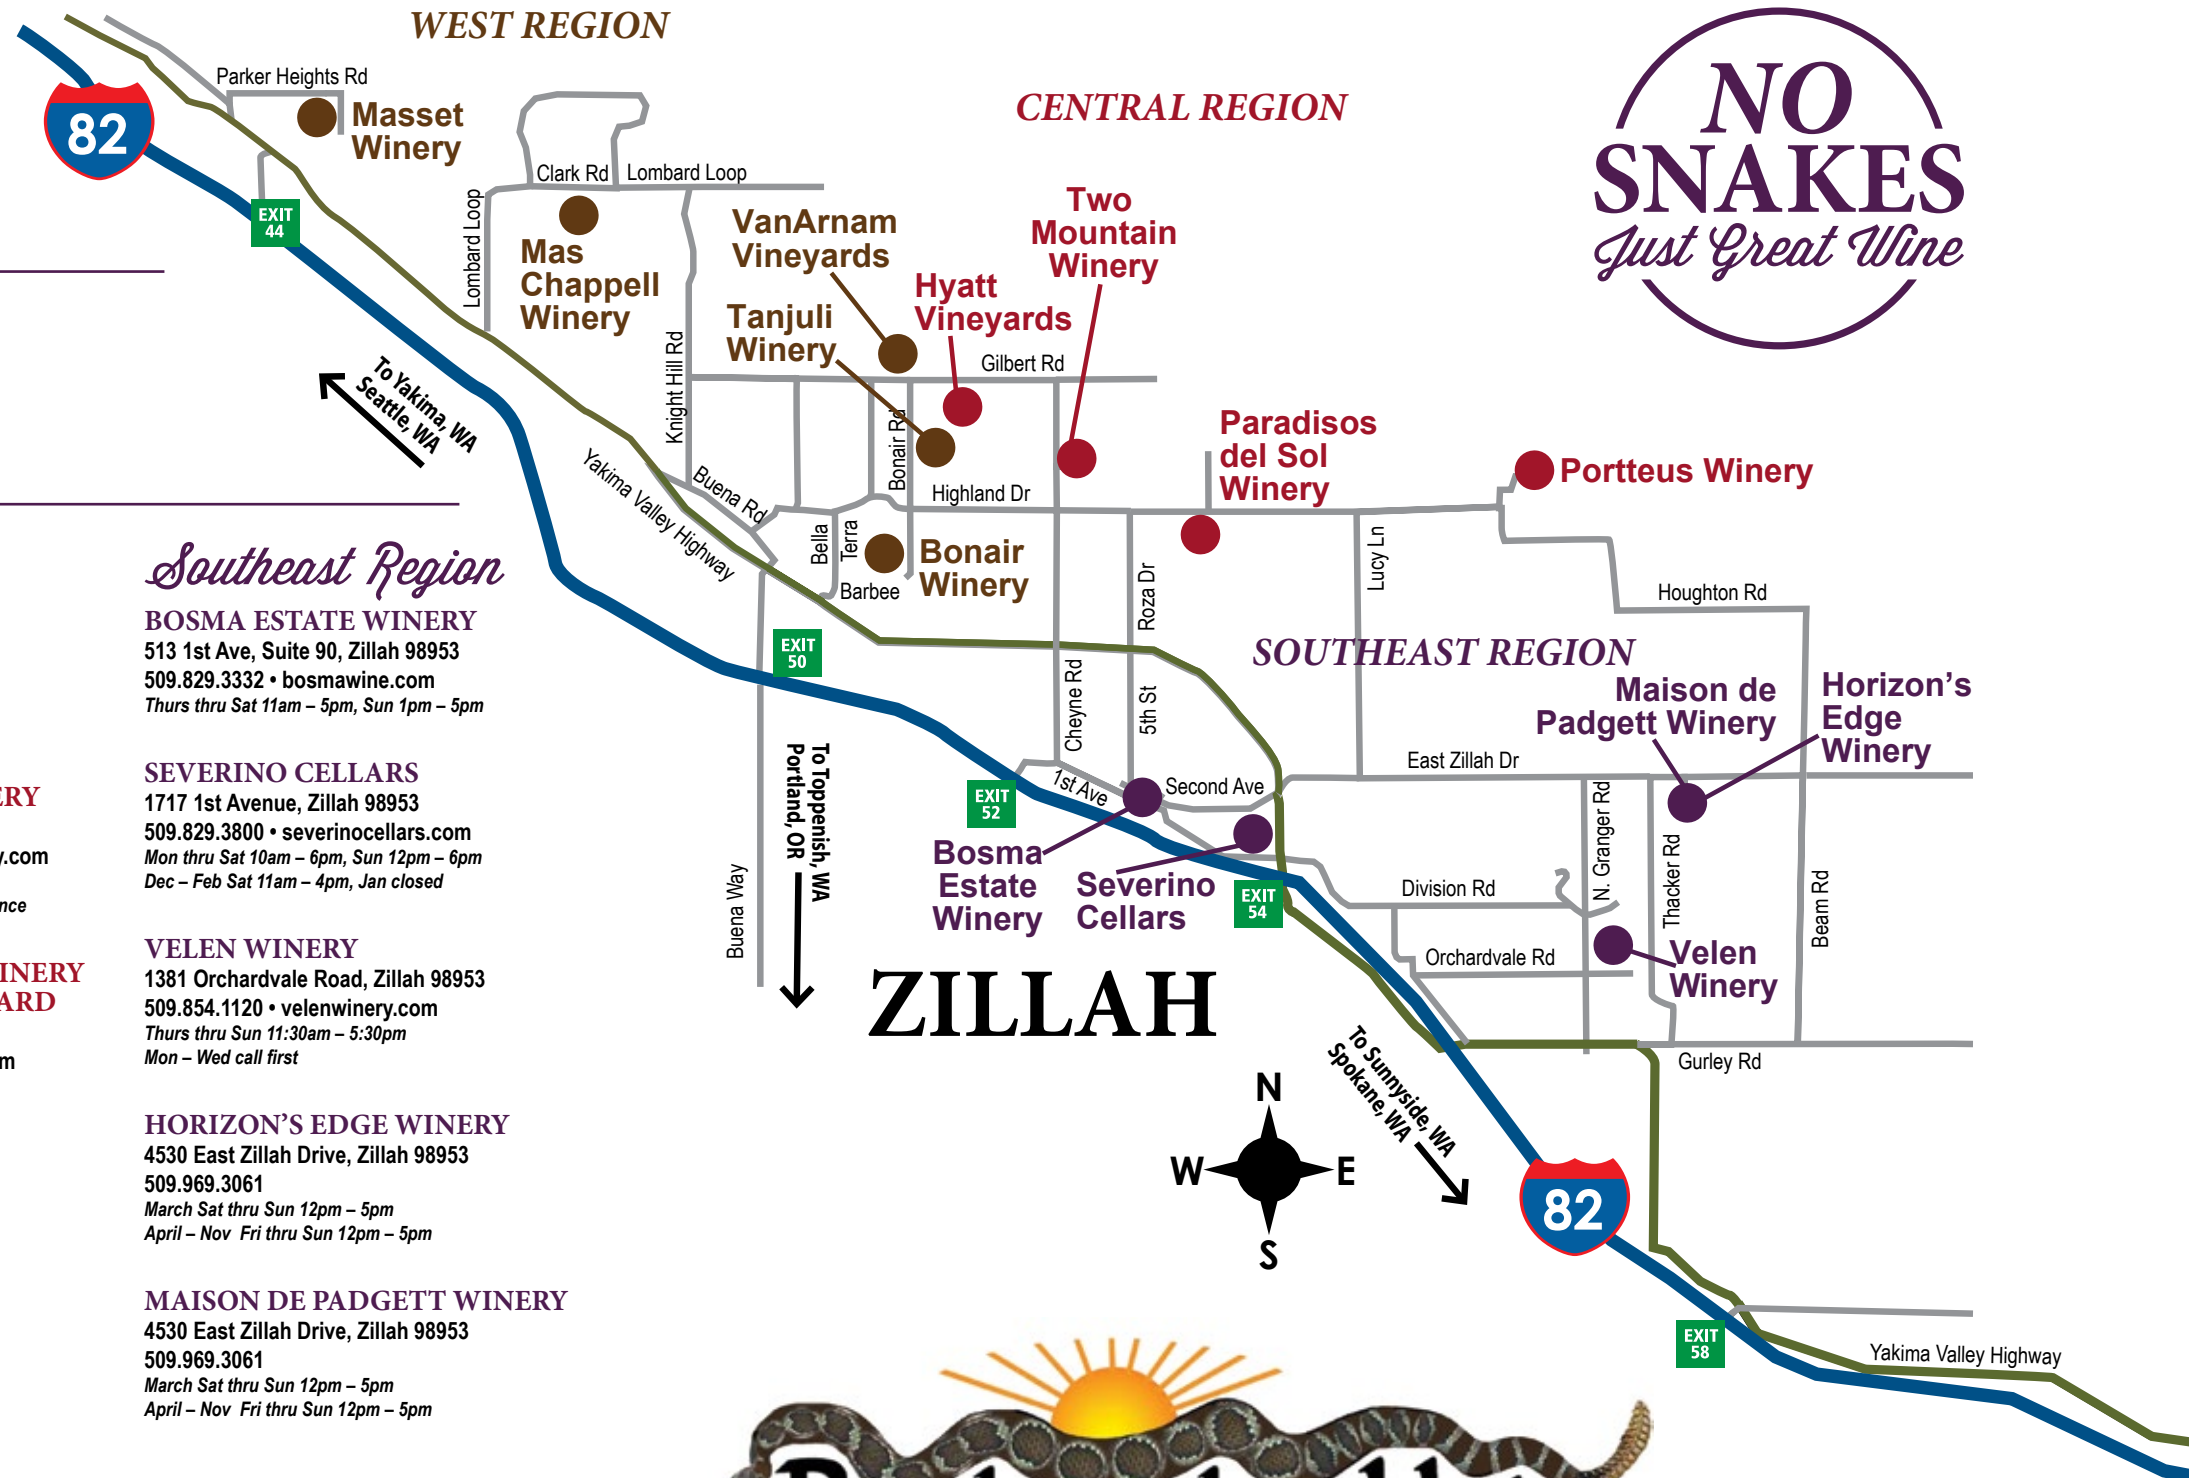 WEST REGION
CENTRAL REGION
NO
SNAKES
Just Great Wine
82
Parker Heights Rd
Masset
Winery
EXIT
44
Clark Rd
Lombard Loop
Lombard Loop
Mas
Chappell
Winery
VanArnam
Vineyards
Tanjuli
Winery
Hyatt
Vineyards
Two
Mountain
Winery
Gilbert Rd
Knight Hill Rd
To Yakima, WA
Seattle, WA
Yakima Valley Highway
Buena Rd
Bonair Rd
Highland Dr
Paradisos
del Sol
Winery
Portteus Winery
Bella
Terra
Barbee
Bonair
Winery
Roza Dr
Lucy Ln
Houghton Rd
EXIT
50
SOUTHEAST REGION
Cheyne Rd
5th St
Maison de
Padgett Winery
Horizon's
Edge
Winery
To Toppenish, WA
Portland, OR
Buena Way
EXIT
52
1st Ave
Second Ave
East Zillah Dr
Bosma
Estate
Winery
Severino
Cellars
EXIT
54
Division Rd
N. Granger Rd
Thacker Rd
Beam Rd
Orchardvale Rd
Velen
Winery
ZILLAH
Gurley Rd
To Sunnyside, WA
Spokane, WA
N
W
E
S
82
EXIT
58
Yakima Valley Highway
Southeast Region
BOSMA ESTATE WINERY
513 1st Ave, Suite 90, Zillah 98953
509.829.3332 • bosmawine.com
Thurs thru Sat 11am – 5pm, Sun 1pm – 5pm
SEVERINO CELLARS
1717 1st Avenue, Zillah 98953
509.829.3800 • severinocellars.com
Mon thru Sat 10am – 6pm, Sun 12pm – 6pm
Dec – Feb Sat 11am – 4pm, Jan closed
VELEN WINERY
1381 Orchardvale Road, Zillah 98953
509.854.1120 • velenwinery.com
Thurs thru Sun 11:30am – 5:30pm
Mon – Wed call first
HORIZON'S EDGE WINERY
4530 East Zillah Drive, Zillah 98953
509.969.3061
March Sat thru Sun 12pm – 5pm
April – Nov Fri thru Sun 12pm – 5pm
MAISON DE PADGETT WINERY
4530 East Zillah Drive, Zillah 98953
509.969.3061
March Sat thru Sun 12pm – 5pm
April – Nov Fri thru Sun 12pm – 5pm